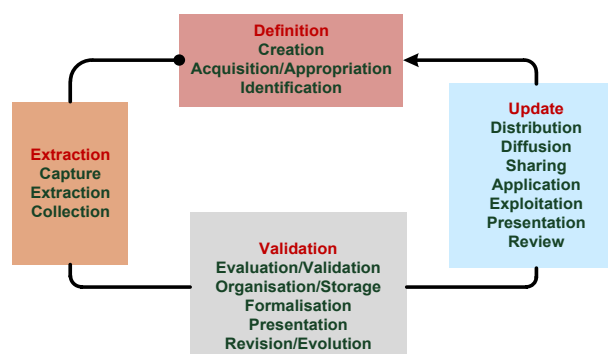 Definition
Creation
Acquisition/Appropriation
Identification
Extraction
Capture
Extraction
Collection
Validation
Evaluation/Validation
Organisation/Storage
Formalisation
Presentation
Revision/Evolution
Update
Distribution
Diffusion
Sharing
Application
Exploitation
Presentation
Review